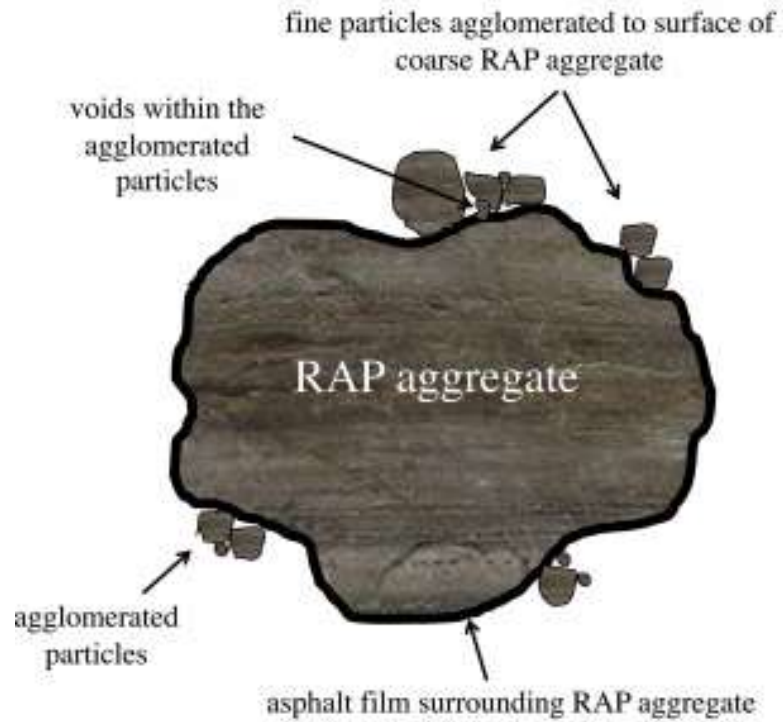 fine particles agglomerated to surface of
coarse RAP aggregate
voids within the
agglomerated
particles
RAP aggregate
agglomerated
particles
asphalt film surrounding RAP aggregate